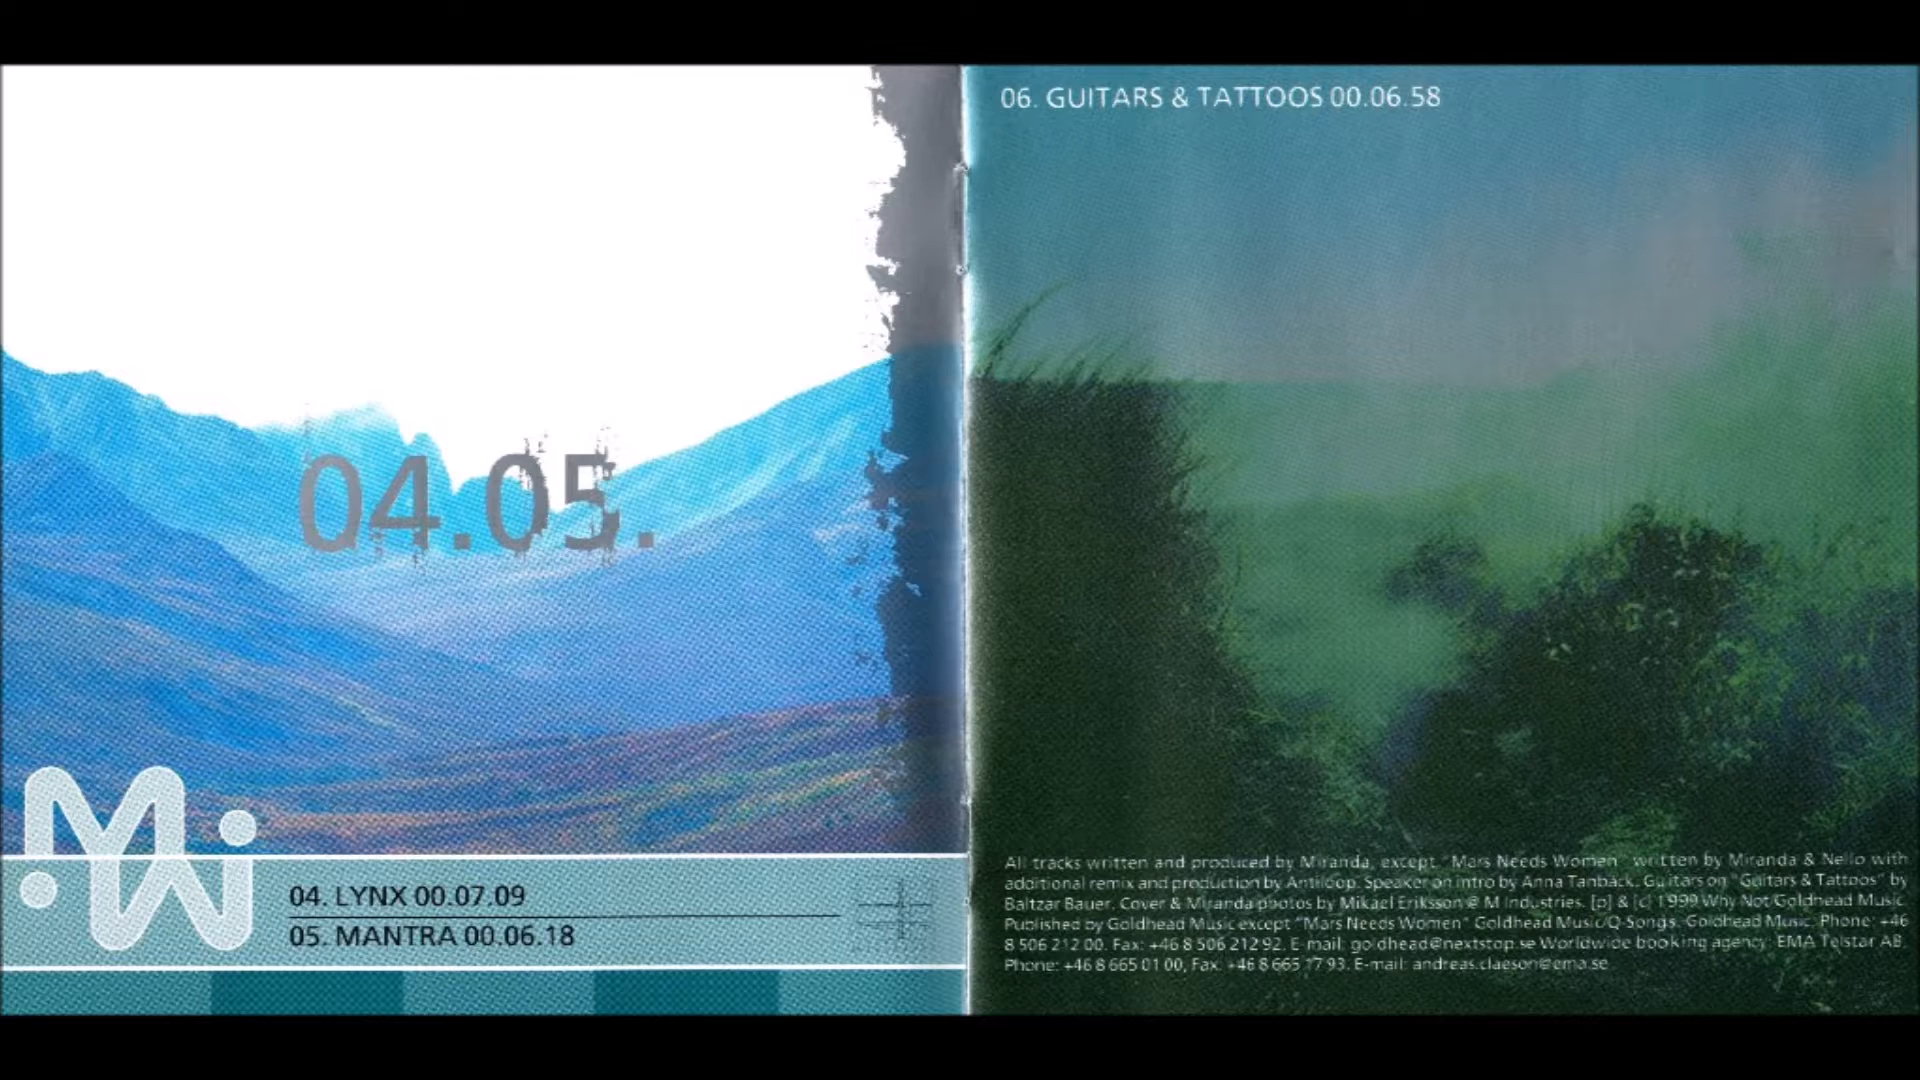 04.05.
Mi
04. LYNX 00.07.09
05. MANTRA 00.06.18
06. GUITARS & TATTOOS 00.06.58
All tracks written and produced by Miranda, except "Mars Needs Women" written by Miranda & Nello with
additional remix and production by Antiloop. Speaker on intro by Anna Tanback. Guitars on "Guitars & Tattoos" by
Baltzar Bauer. Cover & Miranda photos by Mikael Eriksson @ M Industries. [p] & [c] 1999 Why Not/Goldhead Music.
Published by Goldhead Music except "Mars Needs Women" Goldhead Music/Q-Songs. Goldhead Music. Phone: +46
8 506 212 00. Fax: +46 8 506 212 92. E-mail: goldhead@nextstop.se Worldwide booking agency: EMA Telstar AB.
Phone: +46 8 665 01 00, Fax: +46 8 665 17 93. E-mail: andreas.claeson@ema.se